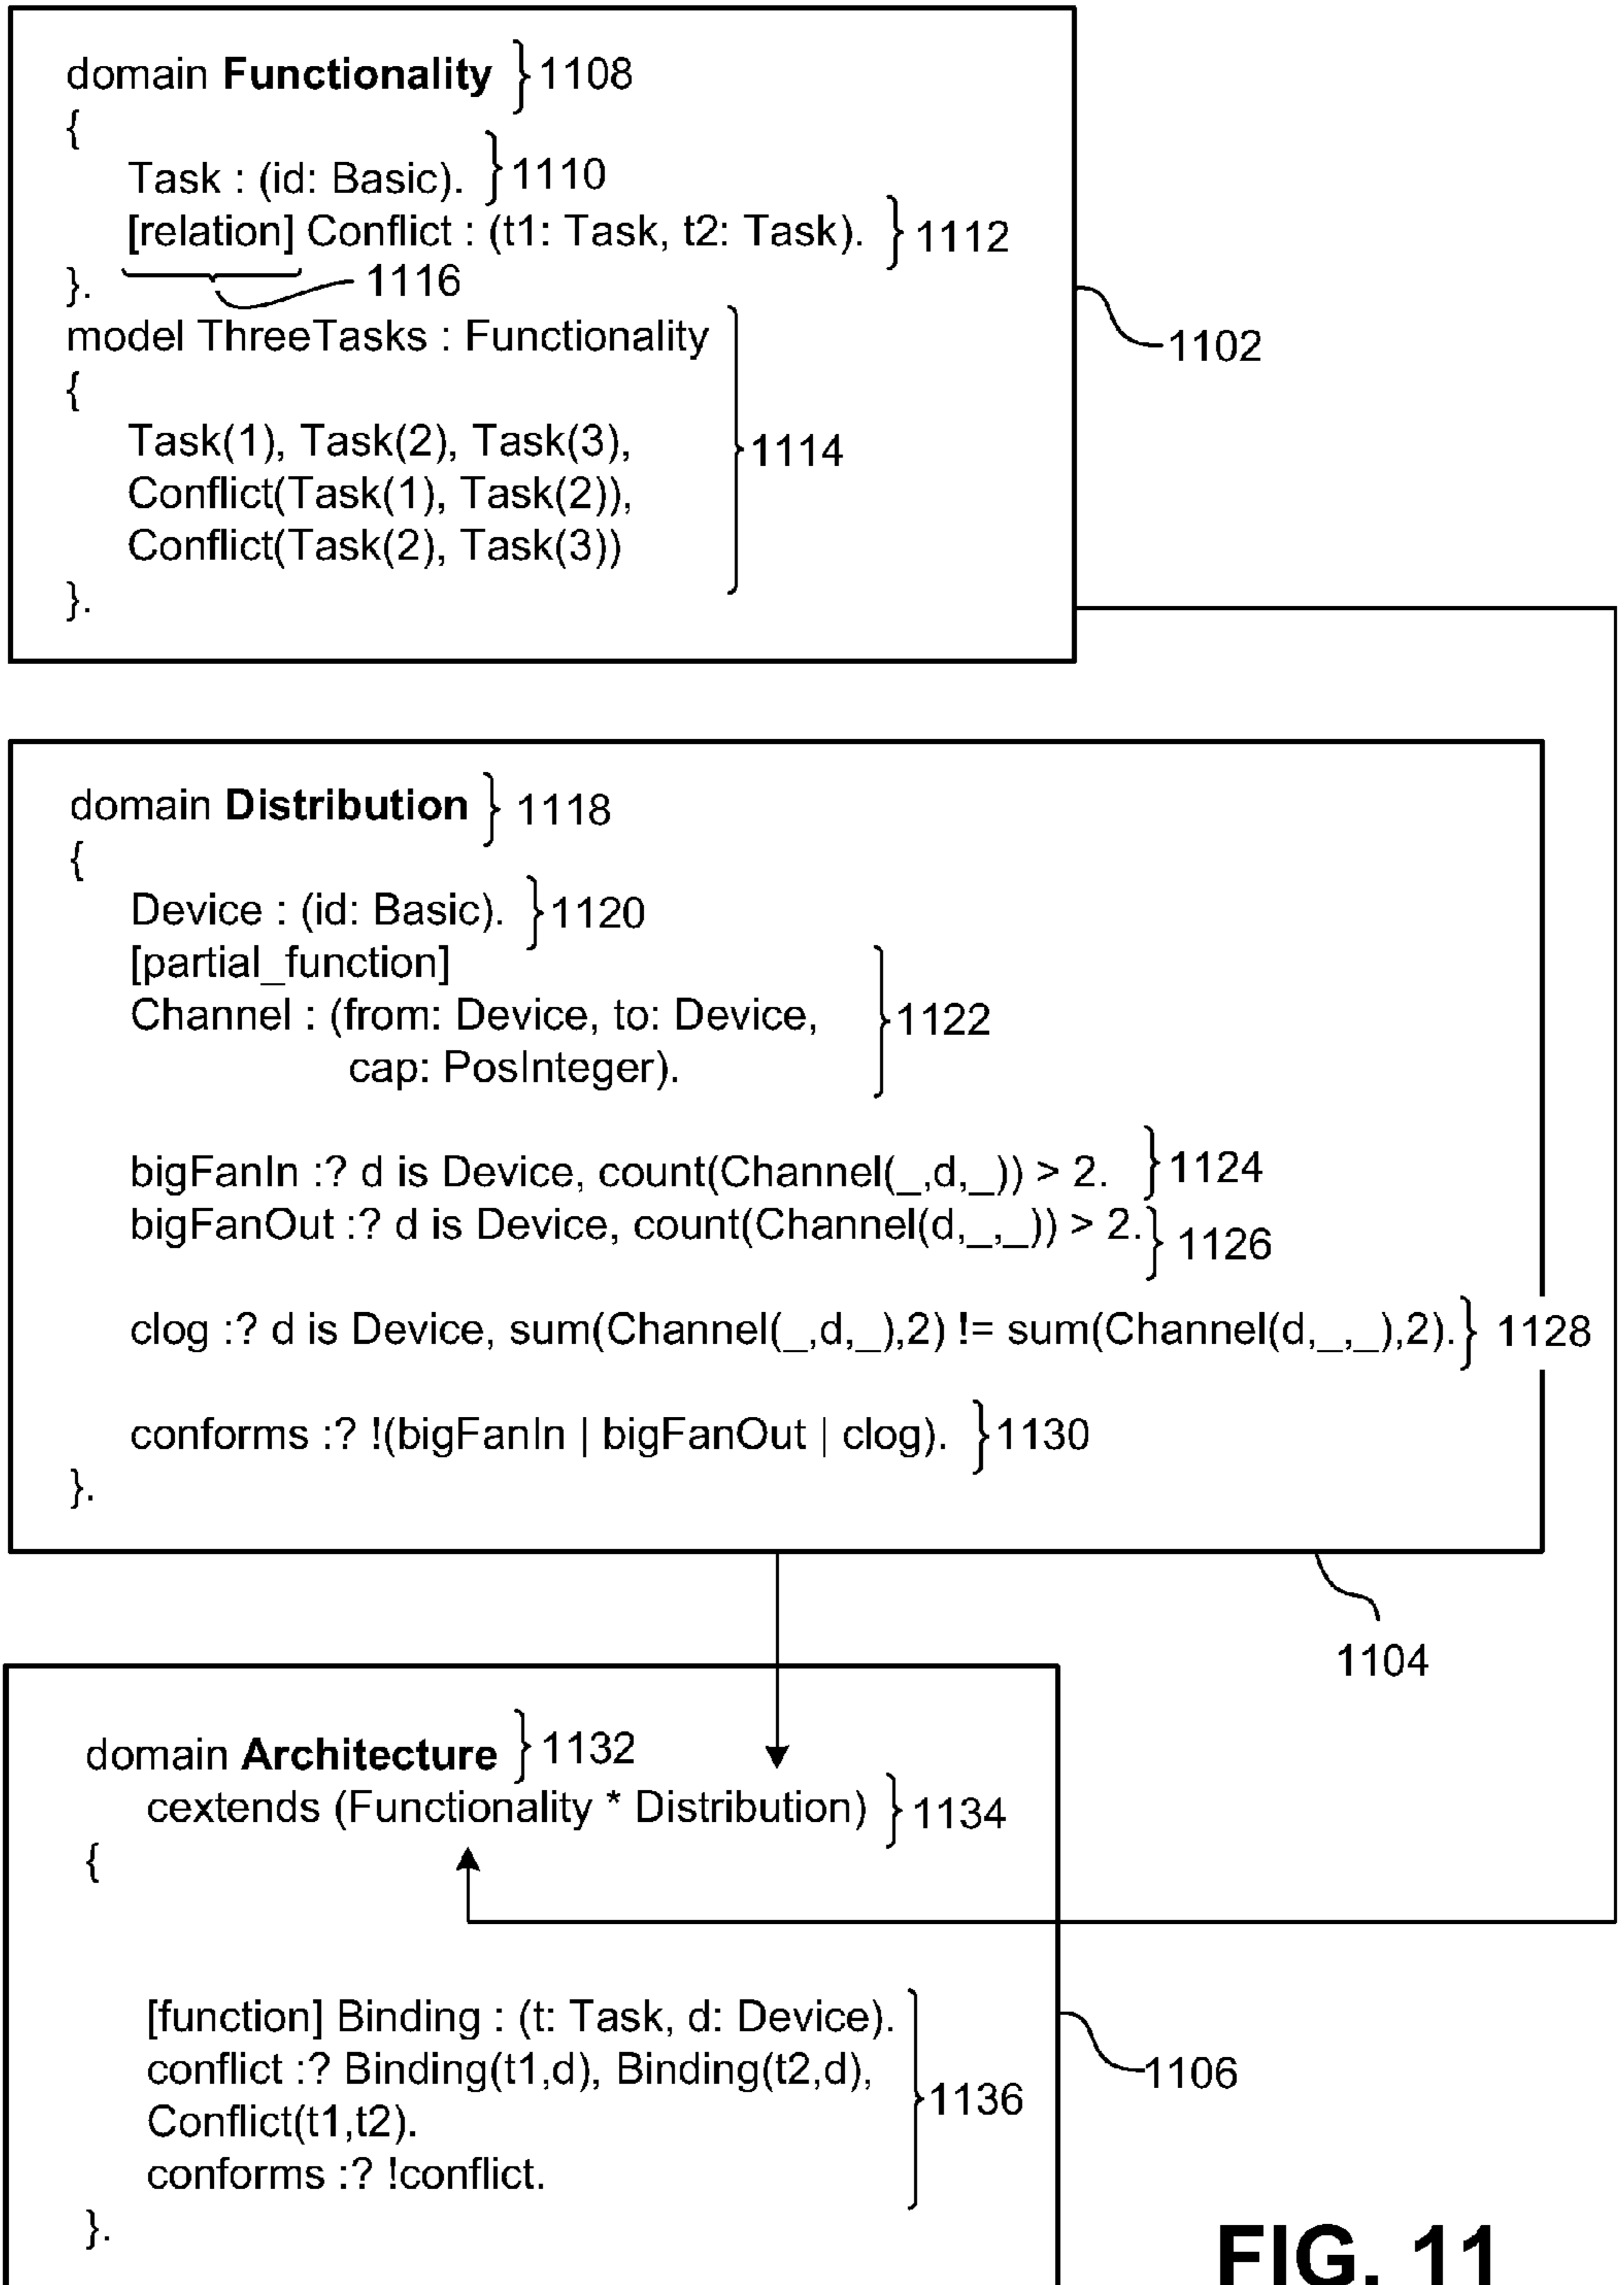 domain Functionality } 1108
{
Task : (id: Basic). } 1110
[relation] Conflict : (t1: Task, t2: Task). } 1112
}. 1116
model ThreeTasks : Functionality
1102
{
Task(1), Task(2), Task(3),
1114
Conflict(Task(1), Task(2)),
Conflict(Task(2), Task(3))
}.
domain Distribution } 1118
{
Device : (id: Basic). } 1120
[partial_function]
Channel : (from: Device, to: Device, } 1122
cap: PosInteger).
bigFanIn :? d is Device, count(Channel(_,d,_)) > 2. } 1124
bigFanOut :? d is Device, count(Channel(d,_,_)) > 2. } 1126
clog :? d is Device, sum(Channel(_,d,_),2) != sum(Channel(d,_,_),2). } 1128
conforms :? !(bigFanIn | bigFanOut | clog). } 1130
}.
1104
domain Architecture } 1132
cextends (Functionality * Distribution) } 1134
{
[function] Binding : (t: Task, d: Device).
conflict :? Binding(t1,d), Binding(t2,d),
1106
1136
Conflict(t1,t2).
conforms :? !conflict.
}.
FIG. 11